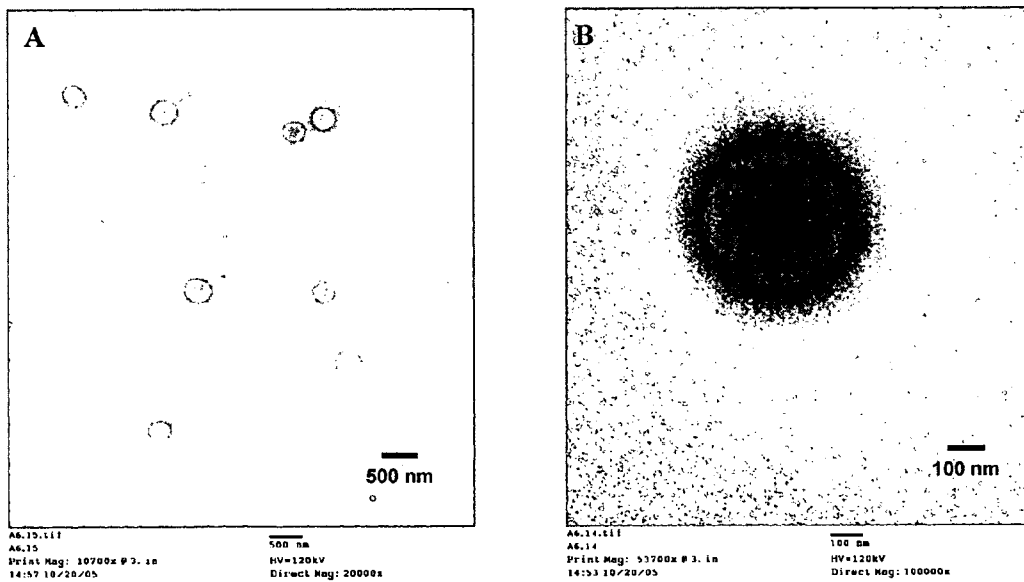 A
500 nm
A6.15.tif
A6.15
Print Mag: 10700x @ 3. in
14:57 10/20/05
500 nm
HV=120kV
Direct Mag: 20000x
B
100 nm
A6.14.tif
A6.14
Print Mag: 53700x @ 3. in
14:53 10/20/05
100 nm
HV=120kV
Direct Mag: 100000x